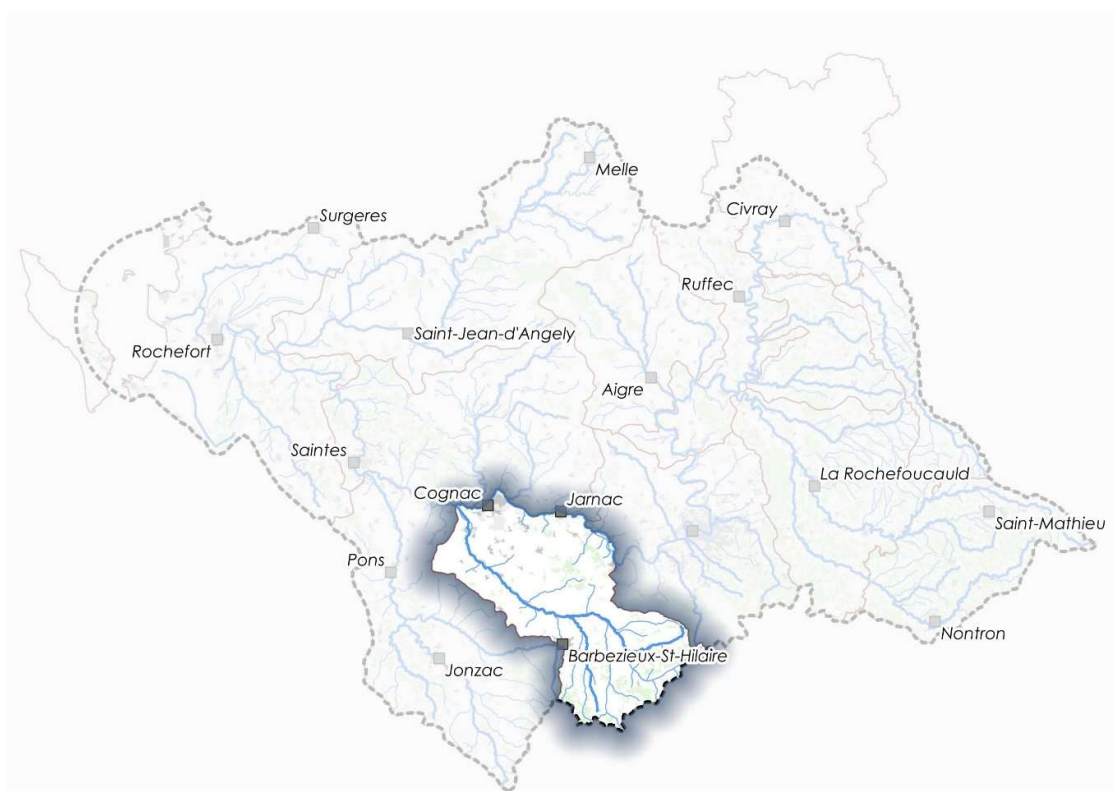 Melle
Surgeres
Civray
Ruffec
Saint-Jean-d'Angely
Rochefort
Aigre
Saintes
La Rochefoucauld
Cognac
Jarnac
Saint-Mathieu
Pons
Nontron
Barbezieux-St-Hilaire
Jonzac